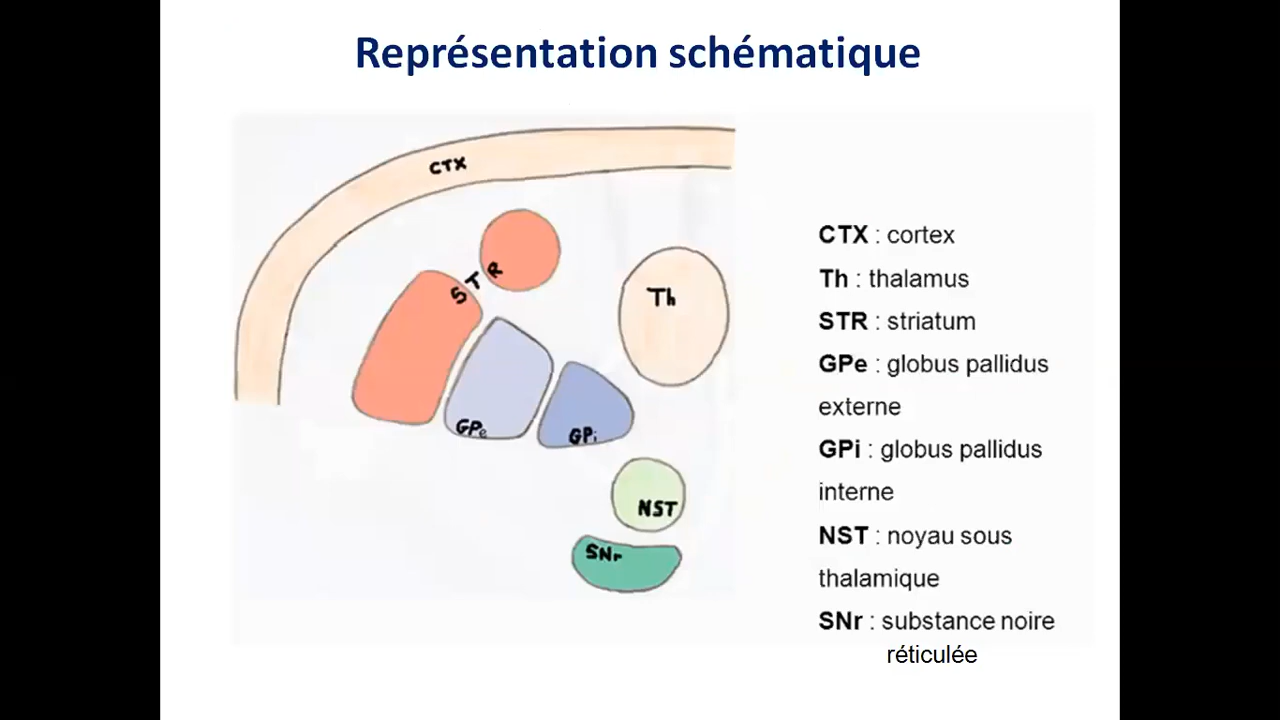 Représentation schématique
CTX
STR
Th
GPe
GPi
NST
SNr
CTX : cortex
Th : thalamus
STR : striatum
GPe : globus pallidus
externe
GPi : globus pallidus
interne
NST : noyau sous
thalamique
SNr : substance noire
réticulée